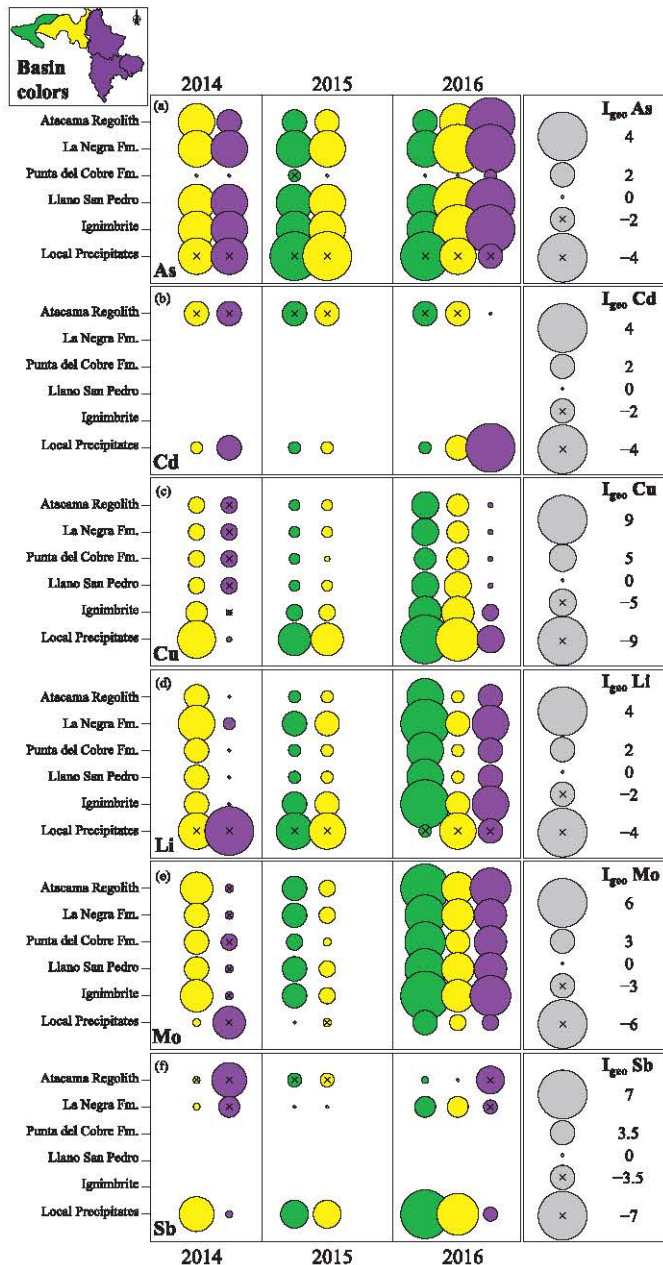 Basin
colors
2014 2015 2016
(a) Igeo As
Atacama Regolith 4
La Negra Fm.
Punta del Cobre Fm. 2
Llano San Pedro 0
Ignimbrite −2
Local Precipitates −4
As
(b) Igeo Cd
Atacama Regolith 4
La Negra Fm.
Punta del Cobre Fm. 2
Llano San Pedro 0
Ignimbrite −2
Local Precipitates −4
Cd
(c) Igeo Cu
Atacama Regolith 9
La Negra Fm.
Punta del Cobre Fm. 5
Llano San Pedro 0
Ignimbrite −5
Local Precipitates −9
Cu
(d) Igeo Li
Atacama Regolith 4
La Negra Fm.
Punta del Cobre Fm. 2
Llano San Pedro 0
Ignimbrite −2
Local Precipitates −4
Li
(e) Igeo Mo
Atacama Regolith 6
La Negra Fm.
Punta del Cobre Fm. 3
Llano San Pedro 0
Ignimbrite −3
Local Precipitates −6
Mo
(f) Igeo Sb
Atacama Regolith 7
La Negra Fm.
Punta del Cobre Fm. 3.5
Llano San Pedro 0
Ignimbrite −3.5
Local Precipitates −7
Sb
2014 2015 2016